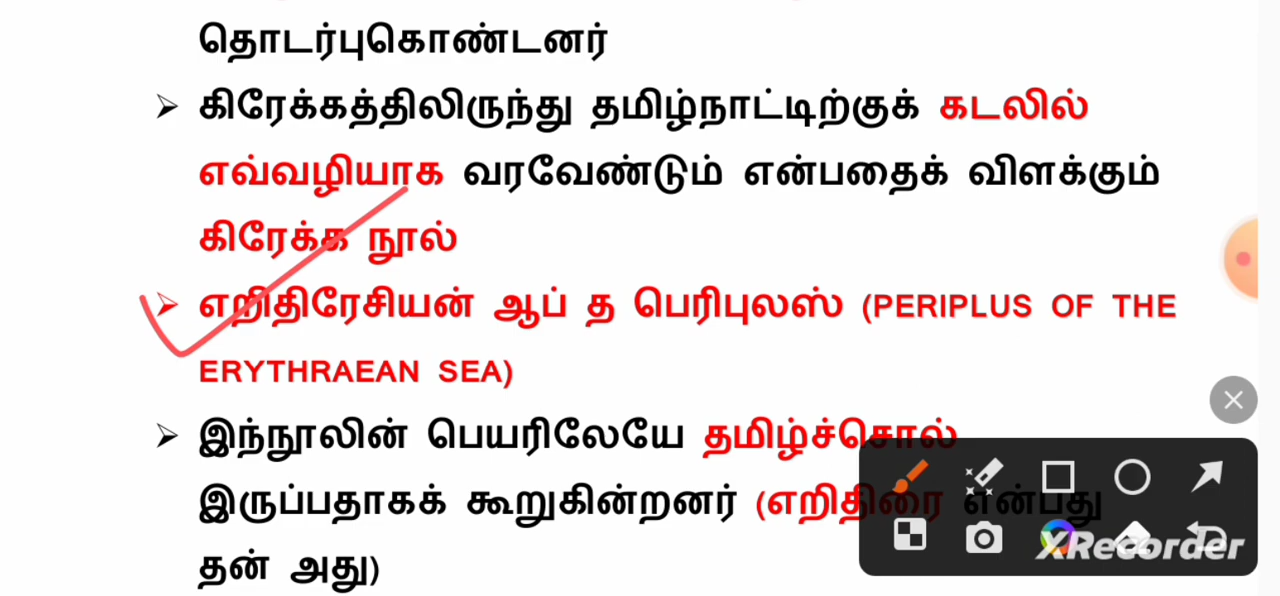 தொடர்புகொண்டனர்
➢ கிரேக்கத்திலிருந்து தமிழ்நாட்டிற்குக் கடலில்
எவ்வழியாக வரவேண்டும் என்பதைக் விளக்கும்
கிரேக்க நூல்
➢ எறிதிரேசியன் ஆப் த பெரிபுலஸ் (PERIPLUS OF THE
ERYTHRAEAN SEA)
➢ இந்நூலின் பெயரிலேயே தமிழ்ச்சொல்
இருப்பதாகக் கூறுகின்றனர் (எறிதிரை என்பது
தன் அது)
XRecorder